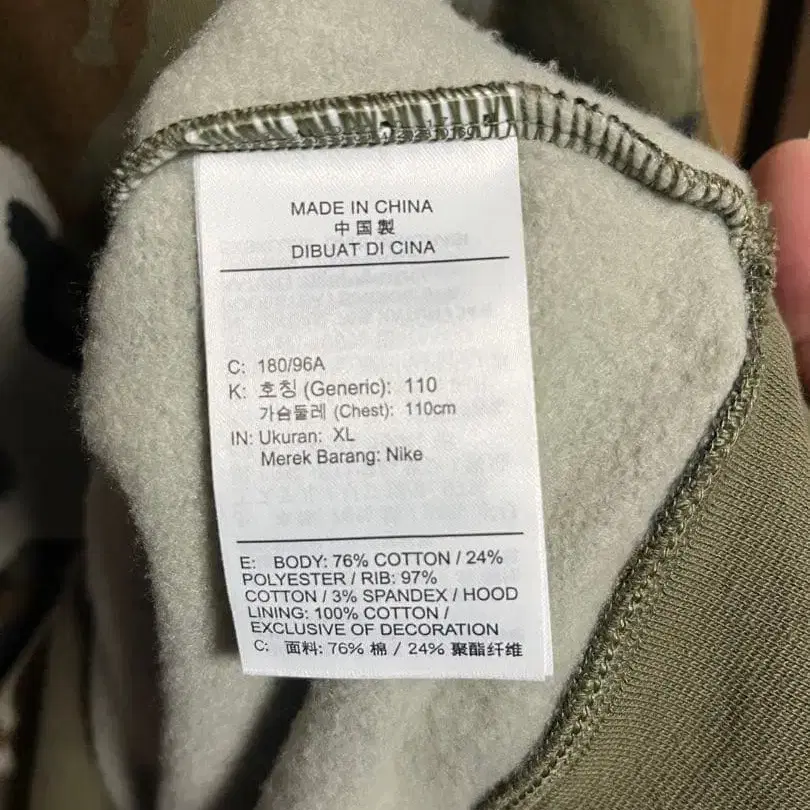 MADE IN CHINA
中国製
DIBUAT DI CINA
C: 180/96A
K: 호칭 (Generic): 110
가슴둘레 (Chest): 110cm
IN: Ukuran: XL
Merek Barang: Nike
E: BODY: 76% COTTON / 24%
POLYESTER / RIB: 97%
COTTON / 3% SPANDEX / HOOD
LINING: 100% COTTON /
EXCLUSIVE OF DECORATION
C: 面料: 76% 棉 / 24% 聚酯纤维